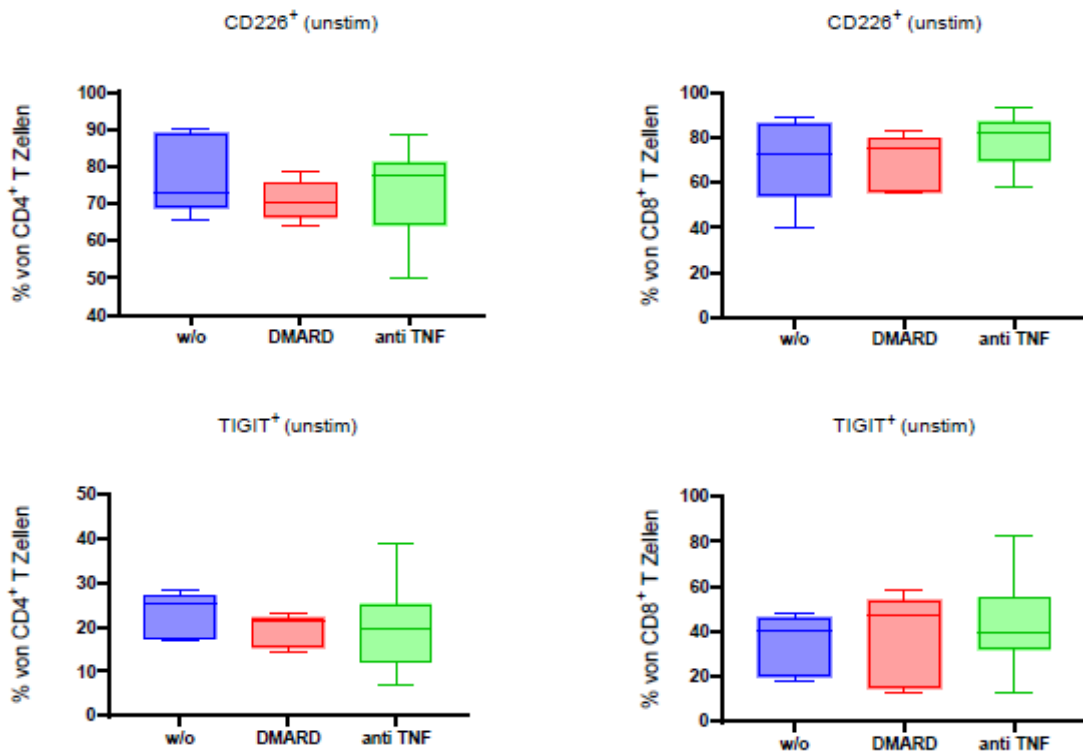 CD226⁺ (unstim)
% von CD4⁺ T Zellen
100
90
80
70
60
50
40
w/o DMARD anti TNF
CD226⁺ (unstim)
% von CD8⁺ T Zellen
100
80
60
40
20
0
w/o DMARD anti TNF
TIGIT⁺ (unstim)
% von CD4⁺ T Zellen
50
40
30
20
10
0
w/o DMARD anti TNF
TIGIT⁺ (unstim)
% von CD8⁺ T Zellen
100
80
60
40
20
0
w/o DMARD anti TNF